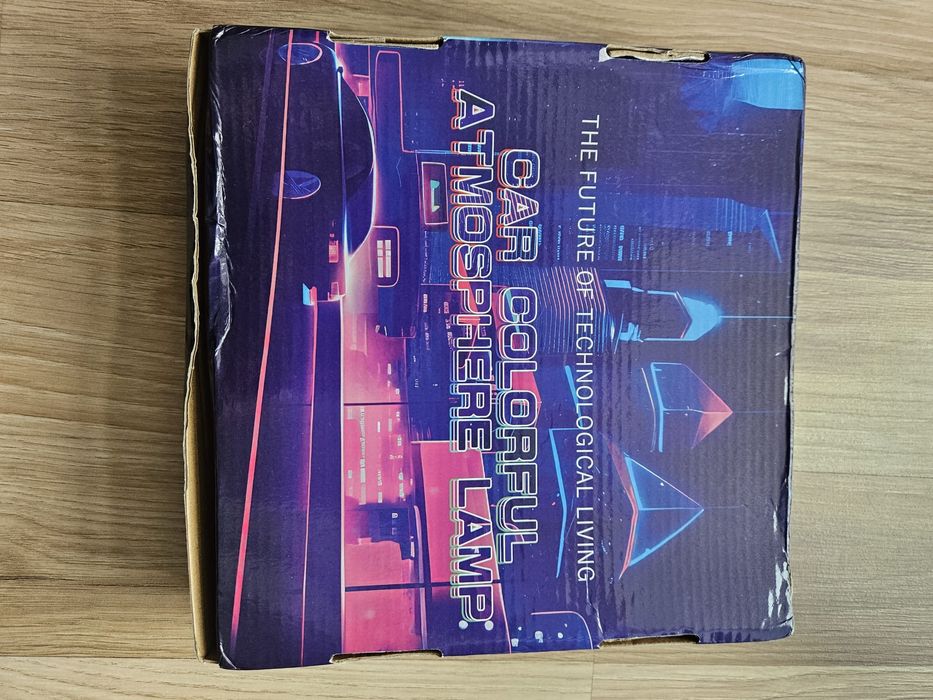 THE FUTURE OF TECHNOLOGICAL LIVING
CAR COLORFUL
ATMOSPHERE LAMP